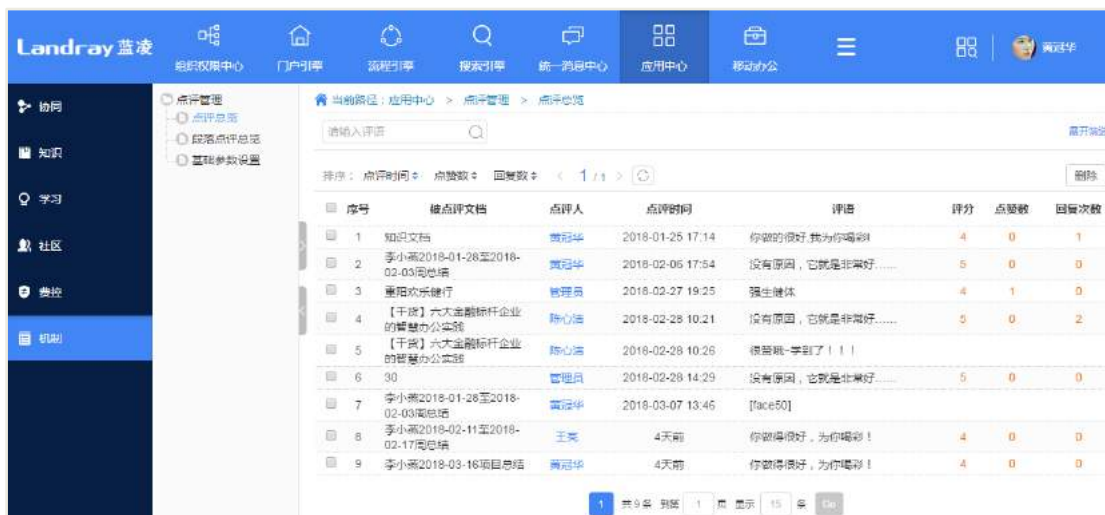 Landray 蓝凌
组织权限中心 门户引擎 流程引擎 搜索引擎 统一消息中心 应用中心 移动办公 黄冠华
协同
知识
学习
社区
费控
机制
点评管理
点评总览
段落点评总览
基础参数设置
当前路径：应用中心 > 点评管理 > 点评总览
请输入评语
展开筛选
排序： 点评时间 点赞数 回复数 1 / 1
删除
序号 被点评文档 点评人 点评时间 评语 评分 点赞数 回复次数
1 知识文档 黄冠华 2018-01-25 17:14 你做的很好,我为你喝彩! 4 0 1
2 李小燕2018-01-28至2018-02-03周总结 黄冠华 2018-02-06 17:54 没有原因，它就是非常好…… 5 0 0
3 重阳欢乐健行 管理员 2018-02-27 19:25 强生健体 4 1 0
4 【干货】六大金融标杆企业的智慧办公实践 陈心洁 2018-02-28 10:21 没有原因，它就是非常好…… 5 0 2
5 【干货】六大金融标杆企业的智慧办公实践 陈心洁 2018-02-28 10:26 很赞哦~学到了！！！
6 30 管理员 2018-02-28 14:29 没有原因，它就是非常好…… 5 0 0
7 李小燕2018-01-28至2018-02-03周总结 黄冠华 2018-03-07 13:46 [face50]
8 李小燕2018-02-11至2018-02-17周总结 王亮 4天前 你做得很好，为你喝彩！ 4 0 0
9 李小燕2018-03-16项目总结 黄冠华 4天前 你做得很好，为你喝彩！ 4 0 0
1 共9条 到第 1 页 显示 15 条 Go